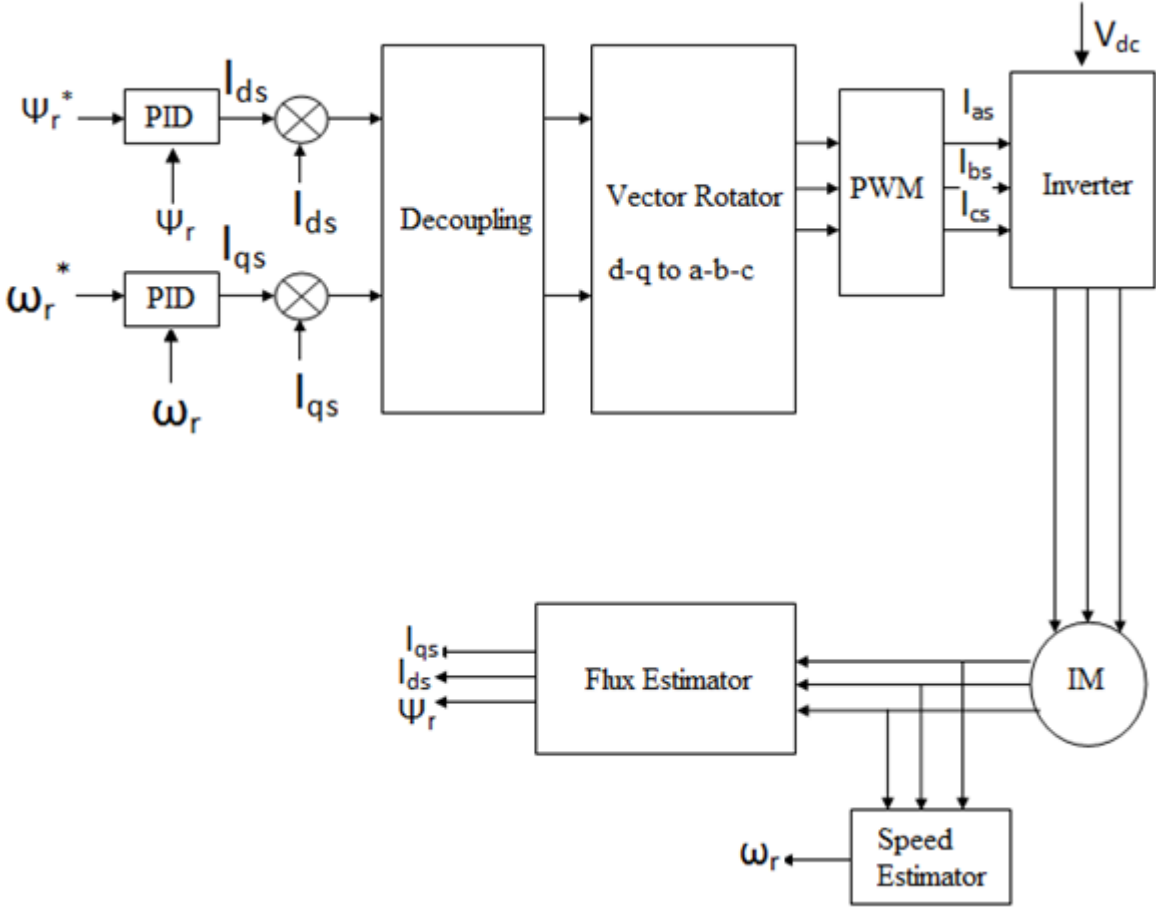 V_dc
Ψ_r^*
PID
I_ds
I_ds
Ψ_r
ω_r^*
PID
I_qs
I_qs
ω_r
Decoupling
Vector Rotator
d-q to a-b-c
PWM
I_as
I_bs
I_cs
Inverter
I_qs
I_ds
Ψ_r
Flux Estimator
IM
ω_r
Speed
Estimator